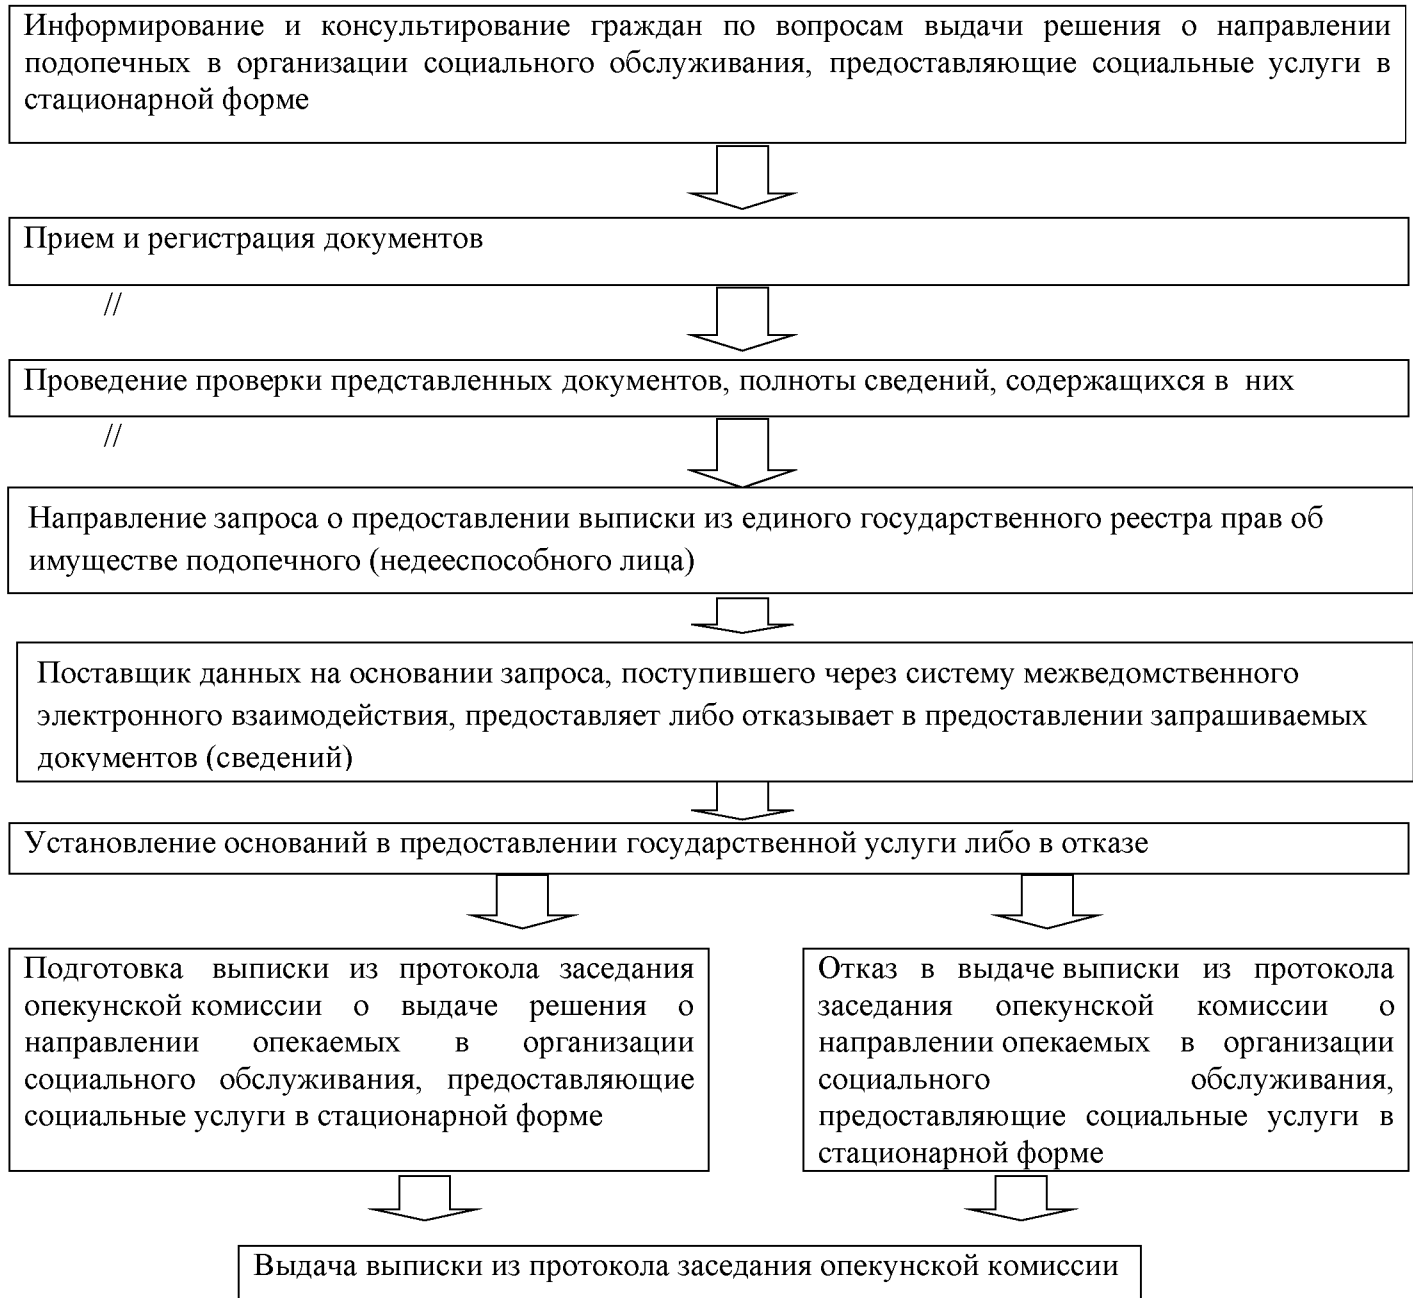 Информирование и консультирование граждан по вопросам выдачи решения о направлении
подопечных в организации социального обслуживания, предоставляющие социальные услуги в
стационарной форме
Прием и регистрация документов
//
Проведение проверки представленных документов, полноты сведений, содержащихся в них
//
Направление запроса о предоставлении выписки из единого государственного реестра прав об
имуществе подопечного (недееспособного лица)
Поставщик данных на основании запроса, поступившего через систему межведомственного
электронного взаимодействия, предоставляет либо отказывает в предоставлении запрашиваемых
документов (сведений)
Установление оснований в предоставлении государственной услуги либо в отказе
Подготовка выписки из протокола заседания
опекунской комиссии о выдаче решения о
направлении опекаемых в организации
социального обслуживания, предоставляющие
социальные услуги в стационарной форме
Отказ в выдаче выписки из протокола
заседания опекунской комиссии о
направлении опекаемых в организации
социального обслуживания,
предоставляющие социальные услуги в
стационарной форме
Выдача выписки из протокола заседания опекунской комиссии